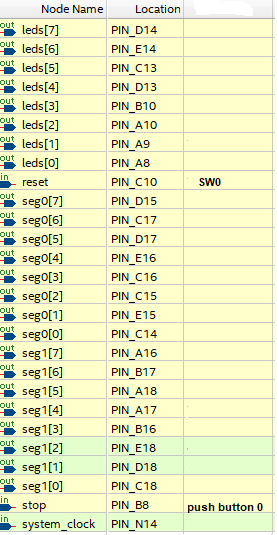 Node Name Location
out leds[7] PIN_D14
out leds[6] PIN_E14
out leds[5] PIN_C13
out leds[4] PIN_D13
out leds[3] PIN_B10
out leds[2] PIN_A10
out leds[1] PIN_A9
out leds[0] PIN_A8
in reset PIN_C10 SW0
out seg0[7] PIN_D15
out seg0[6] PIN_C17
out seg0[5] PIN_D17
out seg0[4] PIN_E16
out seg0[3] PIN_C16
out seg0[2] PIN_C15
out seg0[1] PIN_E15
out seg0[0] PIN_C14
out seg1[7] PIN_A16
out seg1[6] PIN_B17
out seg1[5] PIN_A18
out seg1[4] PIN_A17
out seg1[3] PIN_B16
out seg1[2] PIN_E18
out seg1[1] PIN_D18
out seg1[0] PIN_C18
in stop PIN_B8 push button 0
in system_clock PIN_N14